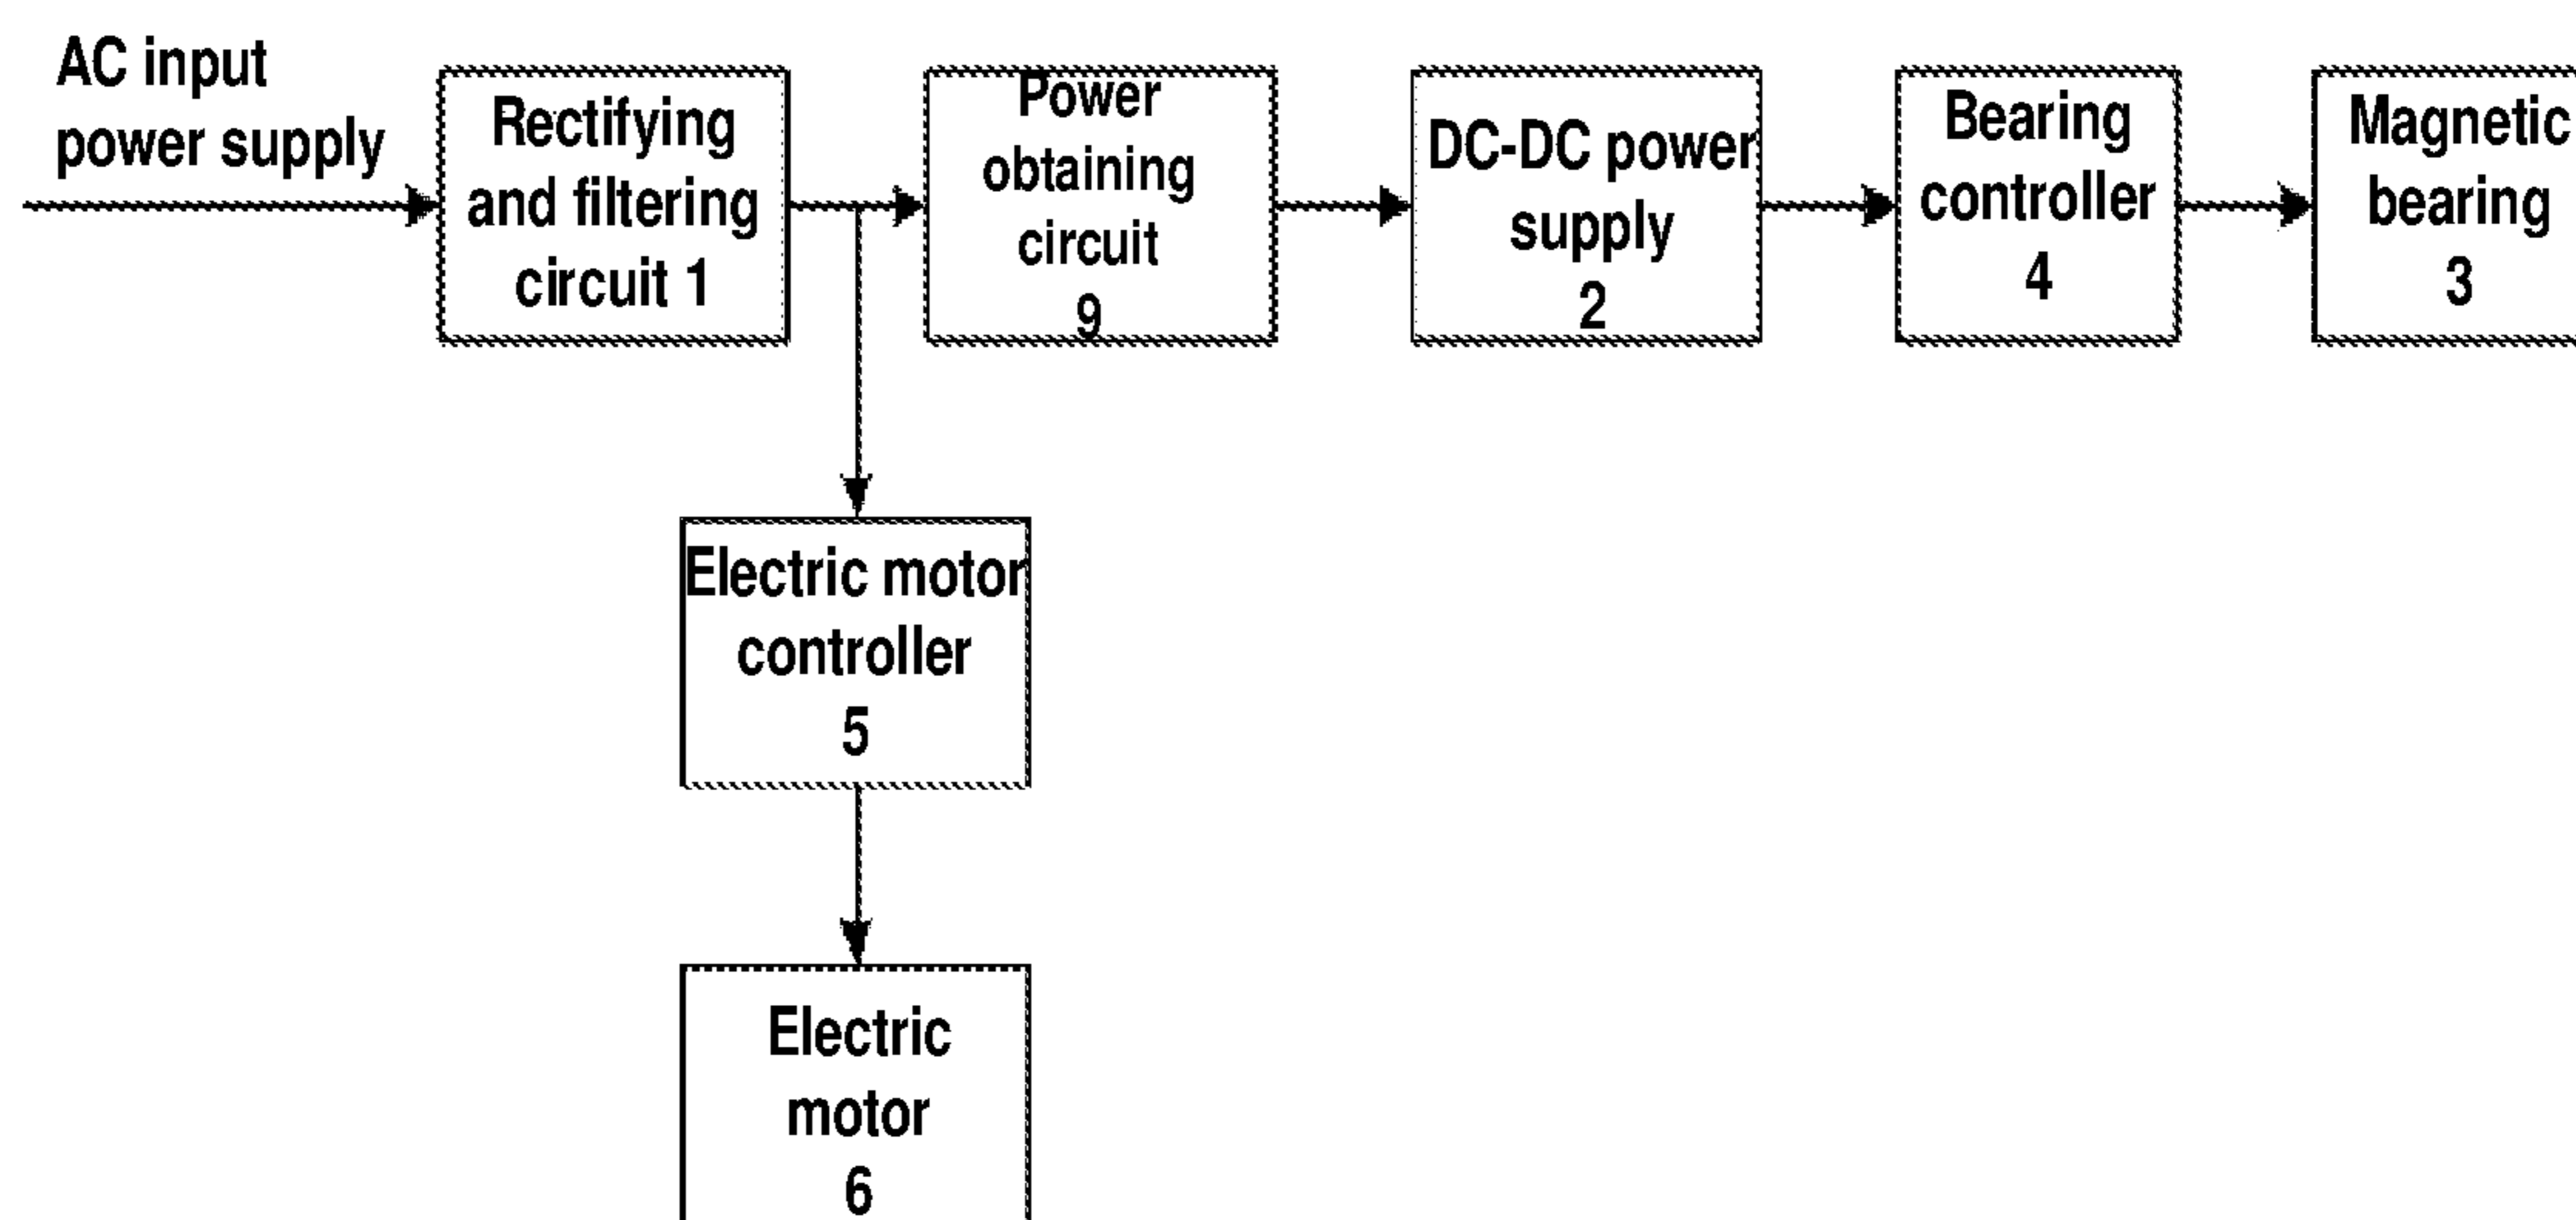 AC input
power supply
Rectifying
and filtering
circuit 1
Power
obtaining
circuit
9
DC-DC power
supply
2
Bearing
controller
4
Magnetic
bearing
3
Electric motor
controller
5
Electric
motor
6